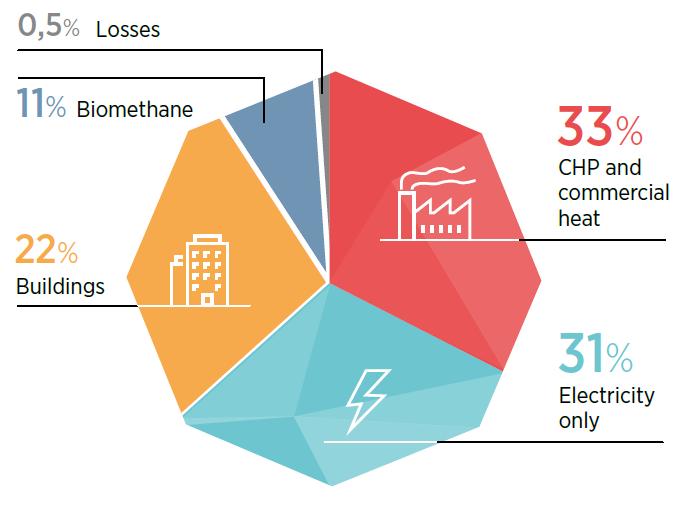 0,5% Losses
11% Biomethane
33%
CHP and
commercial
heat
22%
Buildings
31%
Electricity
only